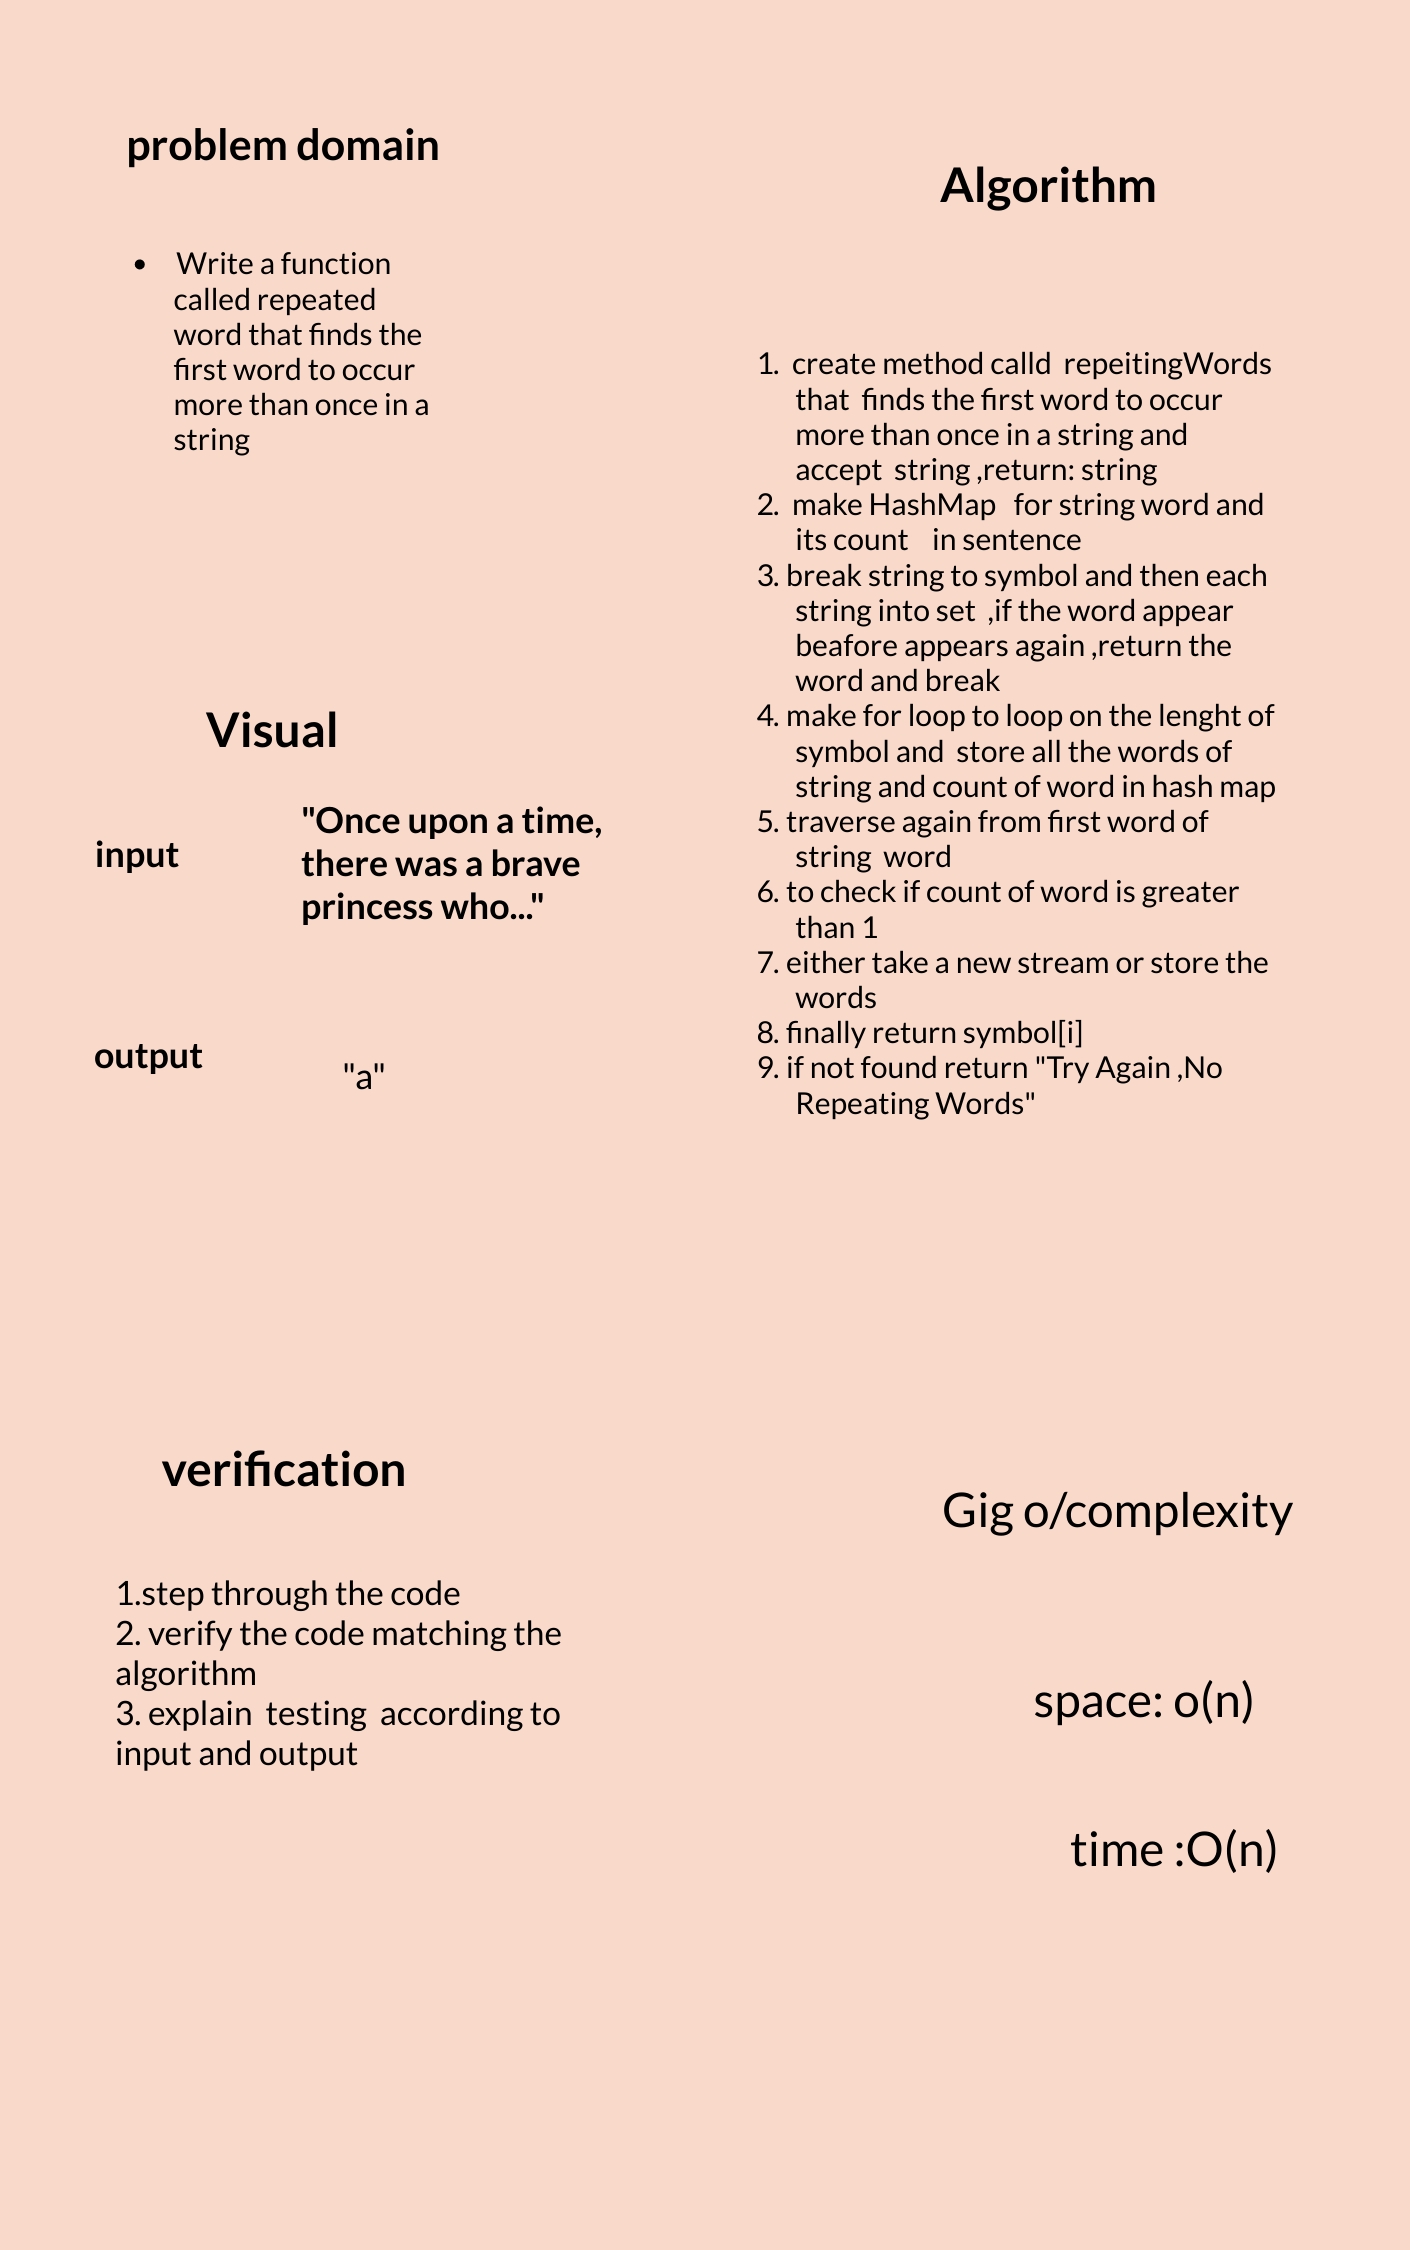 problem domain
• Write a function
called repeated
word that finds the
first word to occur
more than once in a
string
Visual
input
"Once upon a time,
there was a brave
princess who..."
output
"a"
Algorithm
1. create method calld repeitingWords
that finds the first word to occur
more than once in a string and
accept string ,return: string
2. make HashMap for string word and
its count in sentence
3. break string to symbol and then each
string into set ,if the word appear
beafore appears again ,return the
word and break
4. make for loop to loop on the lenght of
symbol and store all the words of
string and count of word in hash map
5. traverse again from first word of
string word
6. to check if count of word is greater
than 1
7. either take a new stream or store the
words
8. finally return symbol[i]
9. if not found return "Try Again ,No
Repeating Words"
verification
1.step through the code
2. verify the code matching the
algorithm
3. explain testing according to
input and output
Gig o/complexity
space: o(n)
time :O(n)